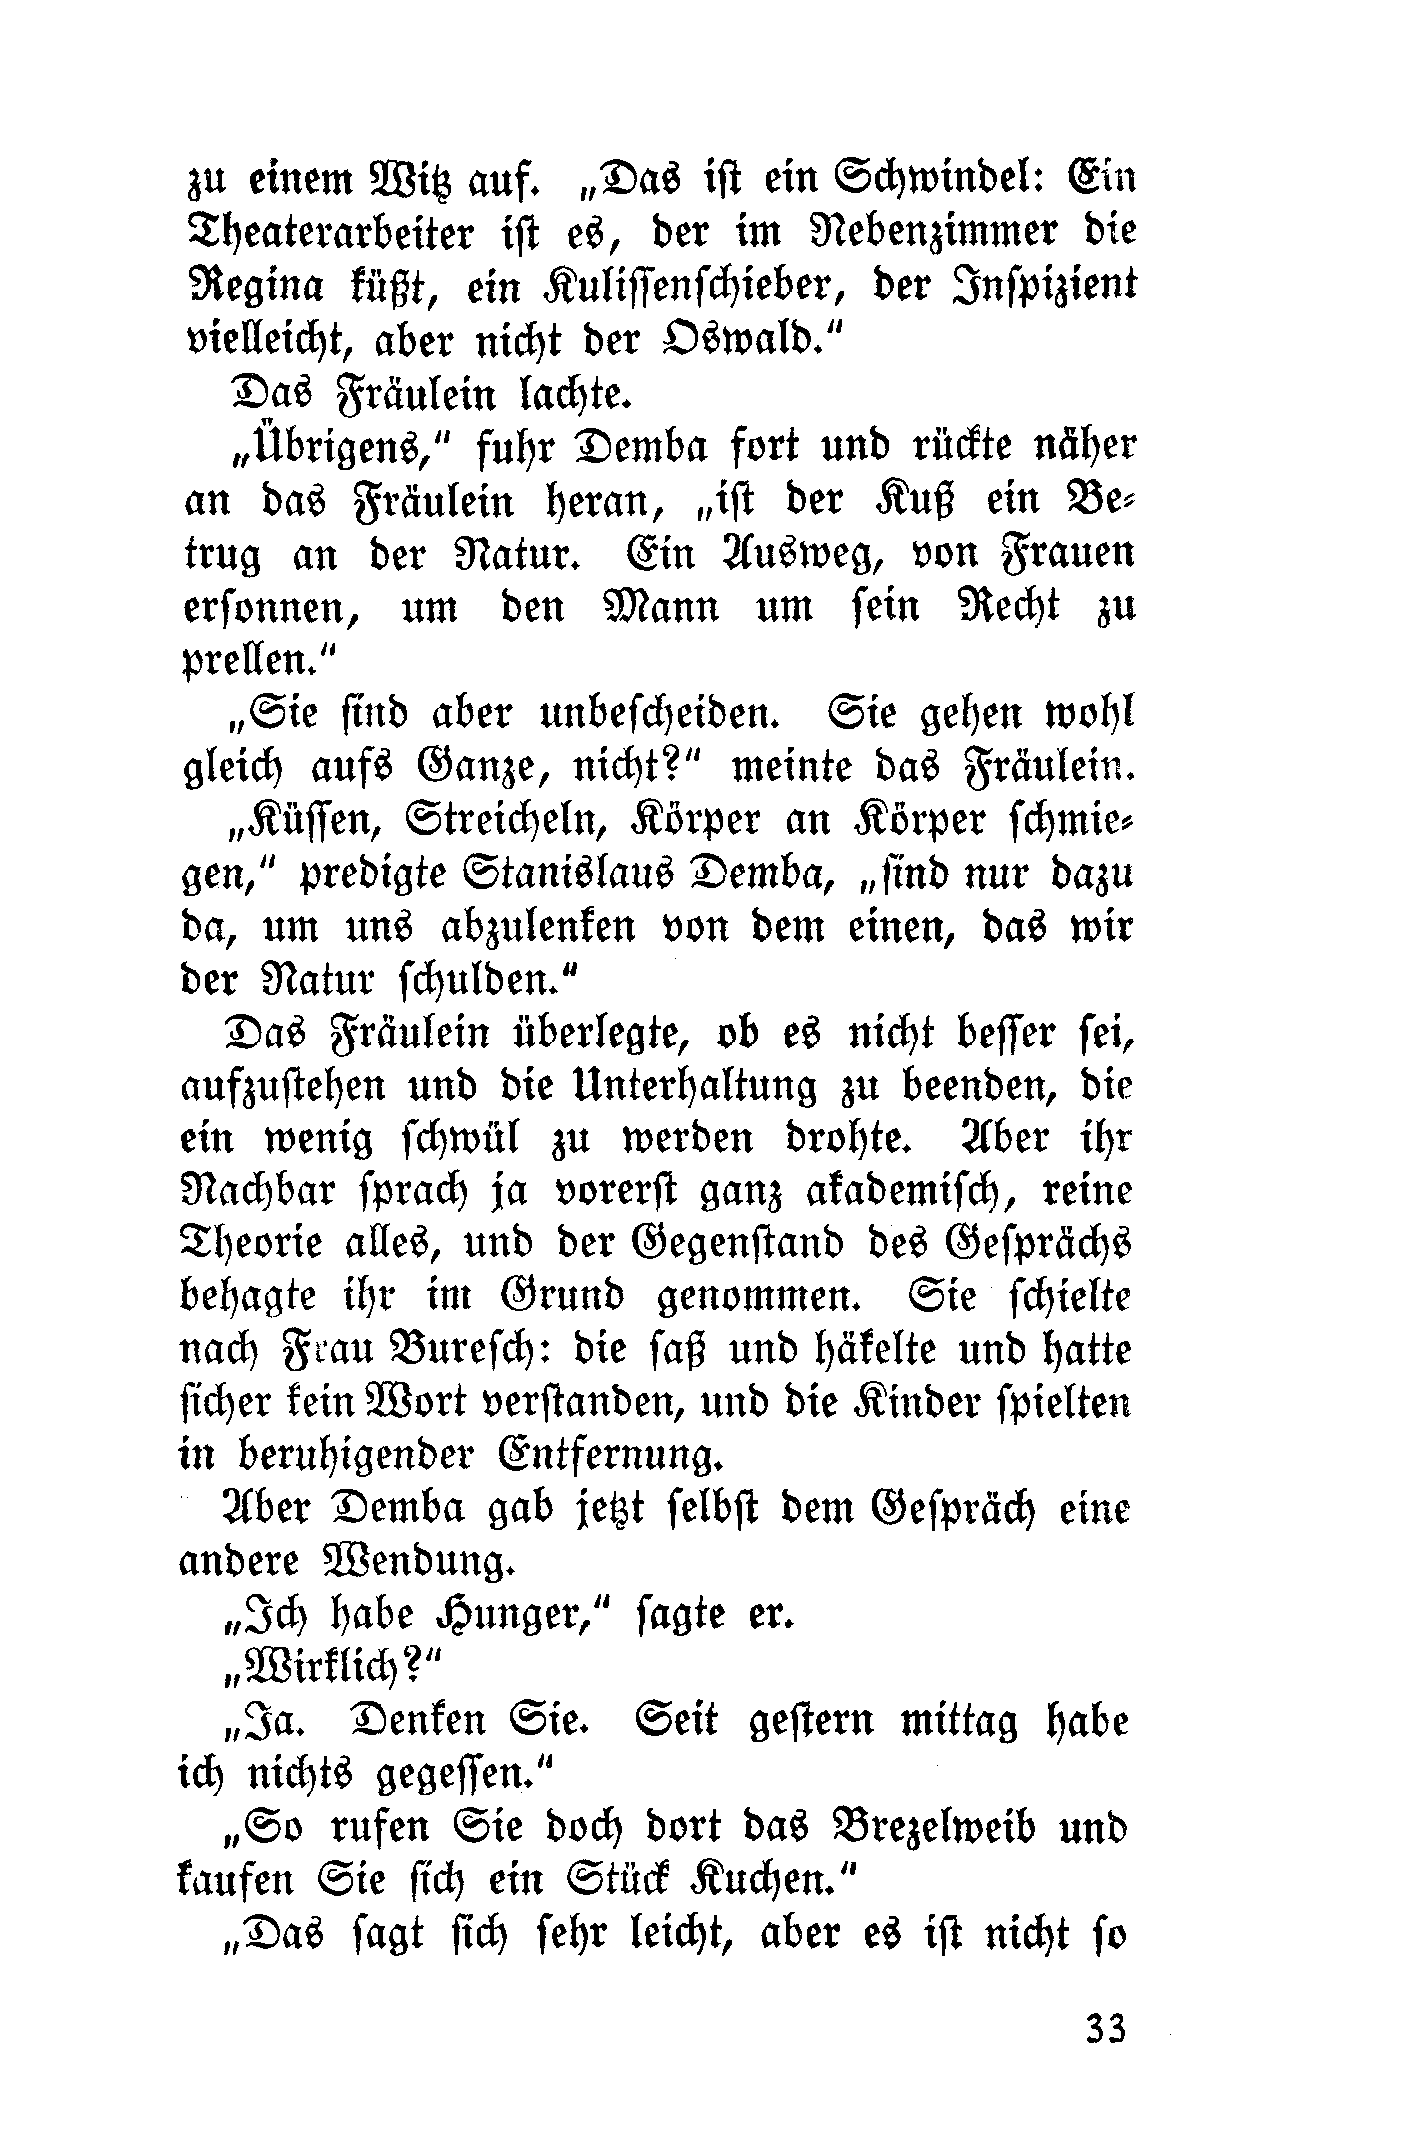 zu einem Witz auf. „Das ist ein Schwindel: Ein
Theaterarbeiter ist es, der im Nebenzimmer die
Regina küßt, ein Kulissenschieber, der Inspizient
vielleicht, aber nicht der Oswald.“
Das Fräulein lachte.
„Übrigens,“ fuhr Demba fort und rückte näher
an das Fräulein heran, „ist der Kuß ein Be-
trug an der Natur. Ein Ausweg, von Frauen
ersonnen, um den Mann um sein Recht zu
prellen.“
„Sie sind aber unbescheiden. Sie gehen wohl
gleich aufs Ganze, nicht?“ meinte das Fräulein.
„Küssen, Streicheln, Körper an Körper schmie-
gen,“ predigte Stanislaus Demba, „sind nur dazu
da, um uns abzulenken von dem einen, das wir
der Natur schulden.“
Das Fräulein überlegte, ob es nicht besser sei,
aufzustehen und die Unterhaltung zu beenden, die
ein wenig schwül zu werden drohte. Aber ihr
Nachbar sprach ja vorerst ganz akademisch, reine
Theorie alles, und der Gegenstand des Gesprächs
behagte ihr im Grund genommen. Sie schielte
nach Frau Buresch: die saß und häkelte und hatte
sicher kein Wort verstanden, und die Kinder spielten
in beruhigender Entfernung.
Aber Demba gab jetzt selbst dem Gespräch eine
andere Wendung.
„Ich habe Hunger,“ sagte er.
„Wirklich?“
„Ja. Denken Sie. Seit gestern mittag habe
ich nichts gegessen.“
„So rufen Sie doch dort das Brezelweib und
kaufen Sie sich ein Stück Kuchen.“
„Das sagt sich sehr leicht, aber es ist nicht so
33